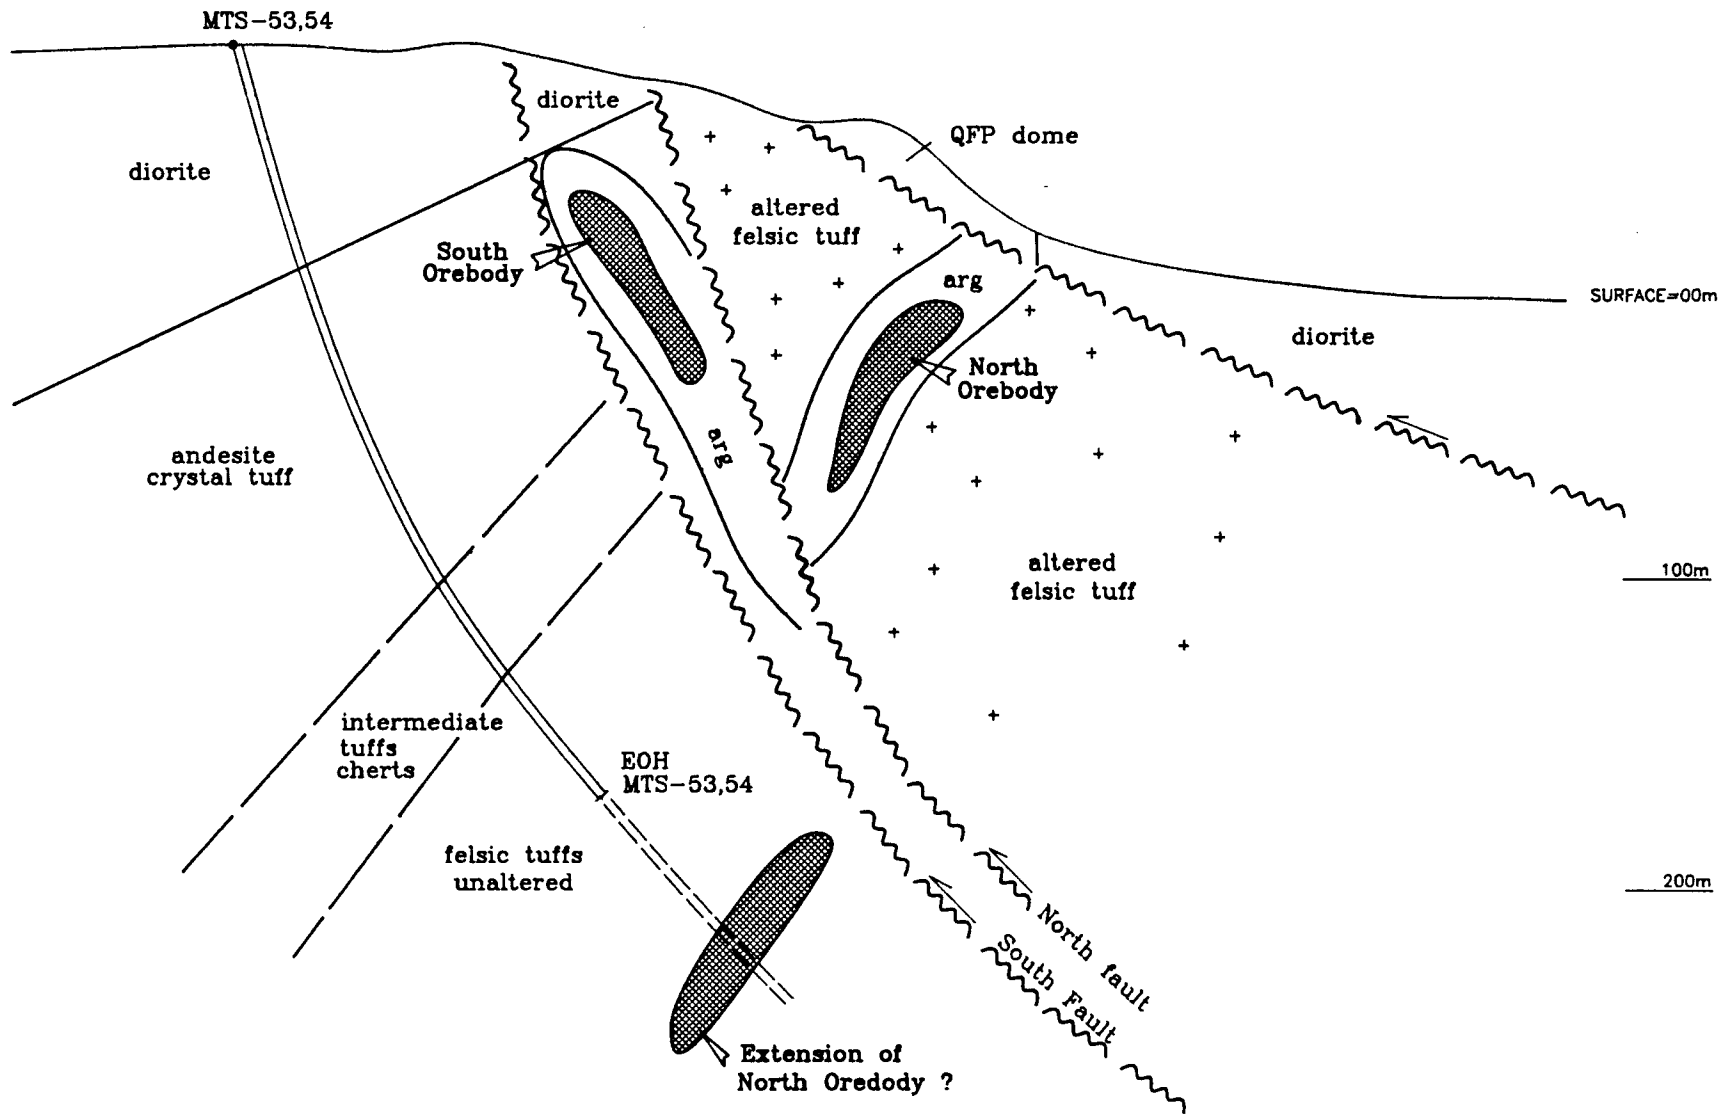 MTS-53,54
diorite
QFP dome
diorite
altered
felsic tuff
South
Orebody
arg
SURFACE=00m
diorite
North
Orebody
arg
andesite
crystal tuff
altered
felsic tuff
100m
intermediate
tuffs
cherts
EOH
MTS-53,54
felsic tuffs
unaltered
200m
North fault
South Fault
Extension of
North Oredody ?